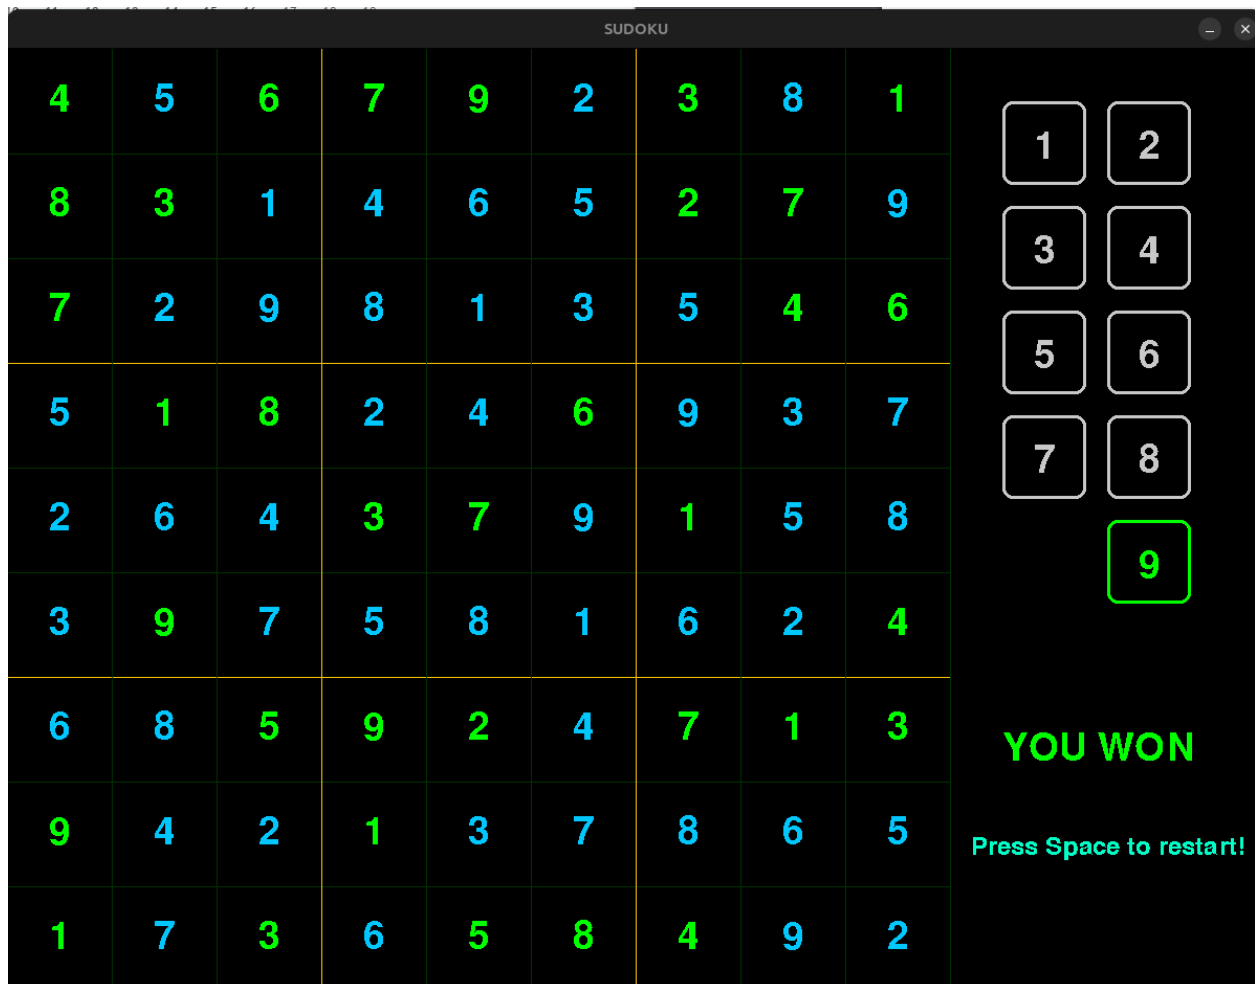 SUDOKU
4 5 6 7 9 2 3 8 1
8 3 1 4 6 5 2 7 9
7 2 9 8 1 3 5 4 6
5 1 8 2 4 6 9 3 7
2 6 4 3 7 9 1 5 8
3 9 7 5 8 1 6 2 4
6 8 5 9 2 4 7 1 3
9 4 2 1 3 7 8 6 5
1 7 3 6 5 8 4 9 2
1 2
3 4
5 6
7 8
9
YOU WON
Press Space to restart!